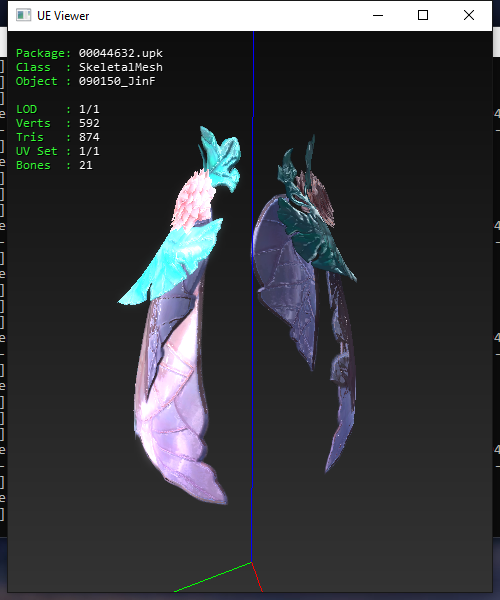 UE Viewer
Package: 00044632.upk
Class : SkeletalMesh
Object : 090150_JinF
LOD : 1/1
Verts : 592
Tris : 874
UV Set : 1/1
Bones : 21